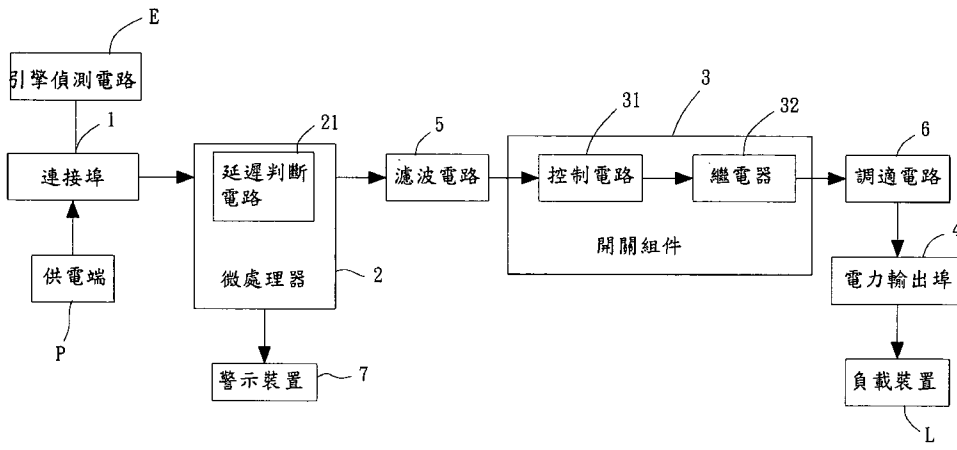 E
引擎偵測電路
1
連接埠
供電端
P
21
延遲判斷
電路
微處理器
2
警示裝置
7
5
濾波電路
3
31
控制電路
32
繼電器
開關組件
6
調適電路
4
電力輸出埠
負載裝置
L